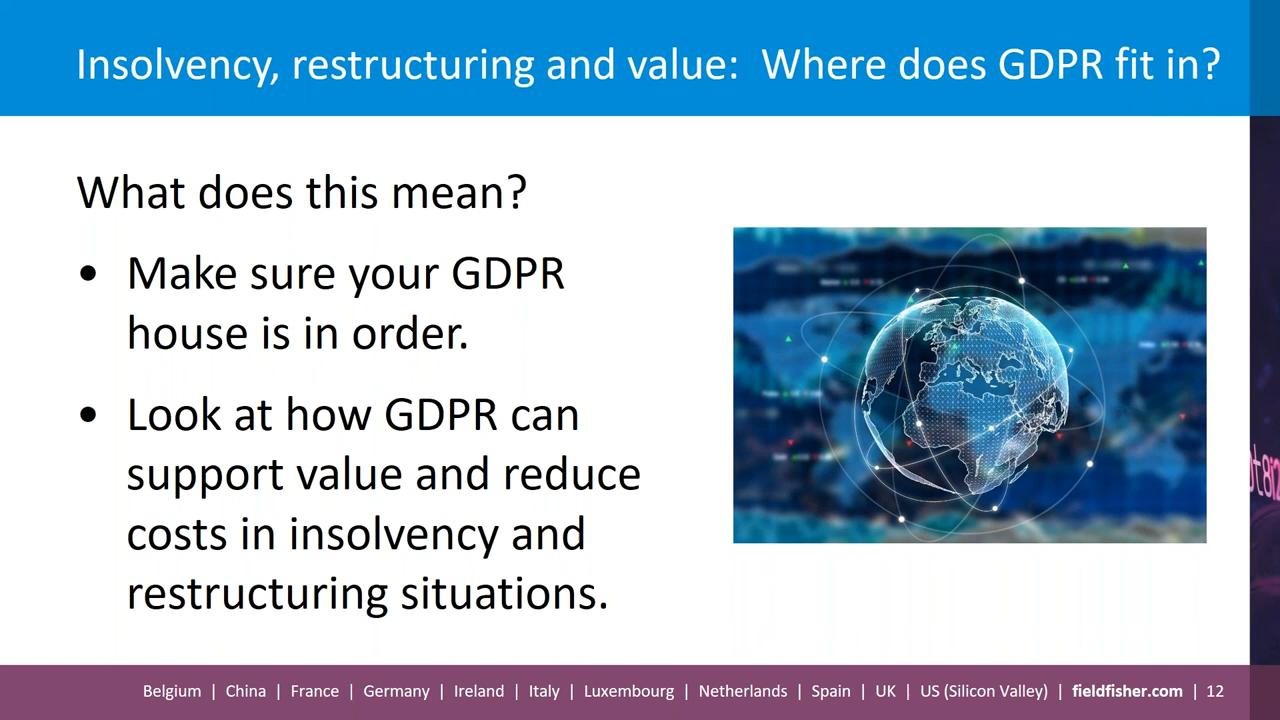 Insolvency, restructuring and value:  Where does GDPR fit in?
What does this mean?
• Make sure your GDPR
house is in order.
• Look at how GDPR can
support value and reduce
costs in insolvency and
restructuring situations.
Belgium | China | France | Germany | Ireland | Italy | Luxembourg | Netherlands | Spain | UK | US (Silicon Valley) | fieldfisher.com | 12